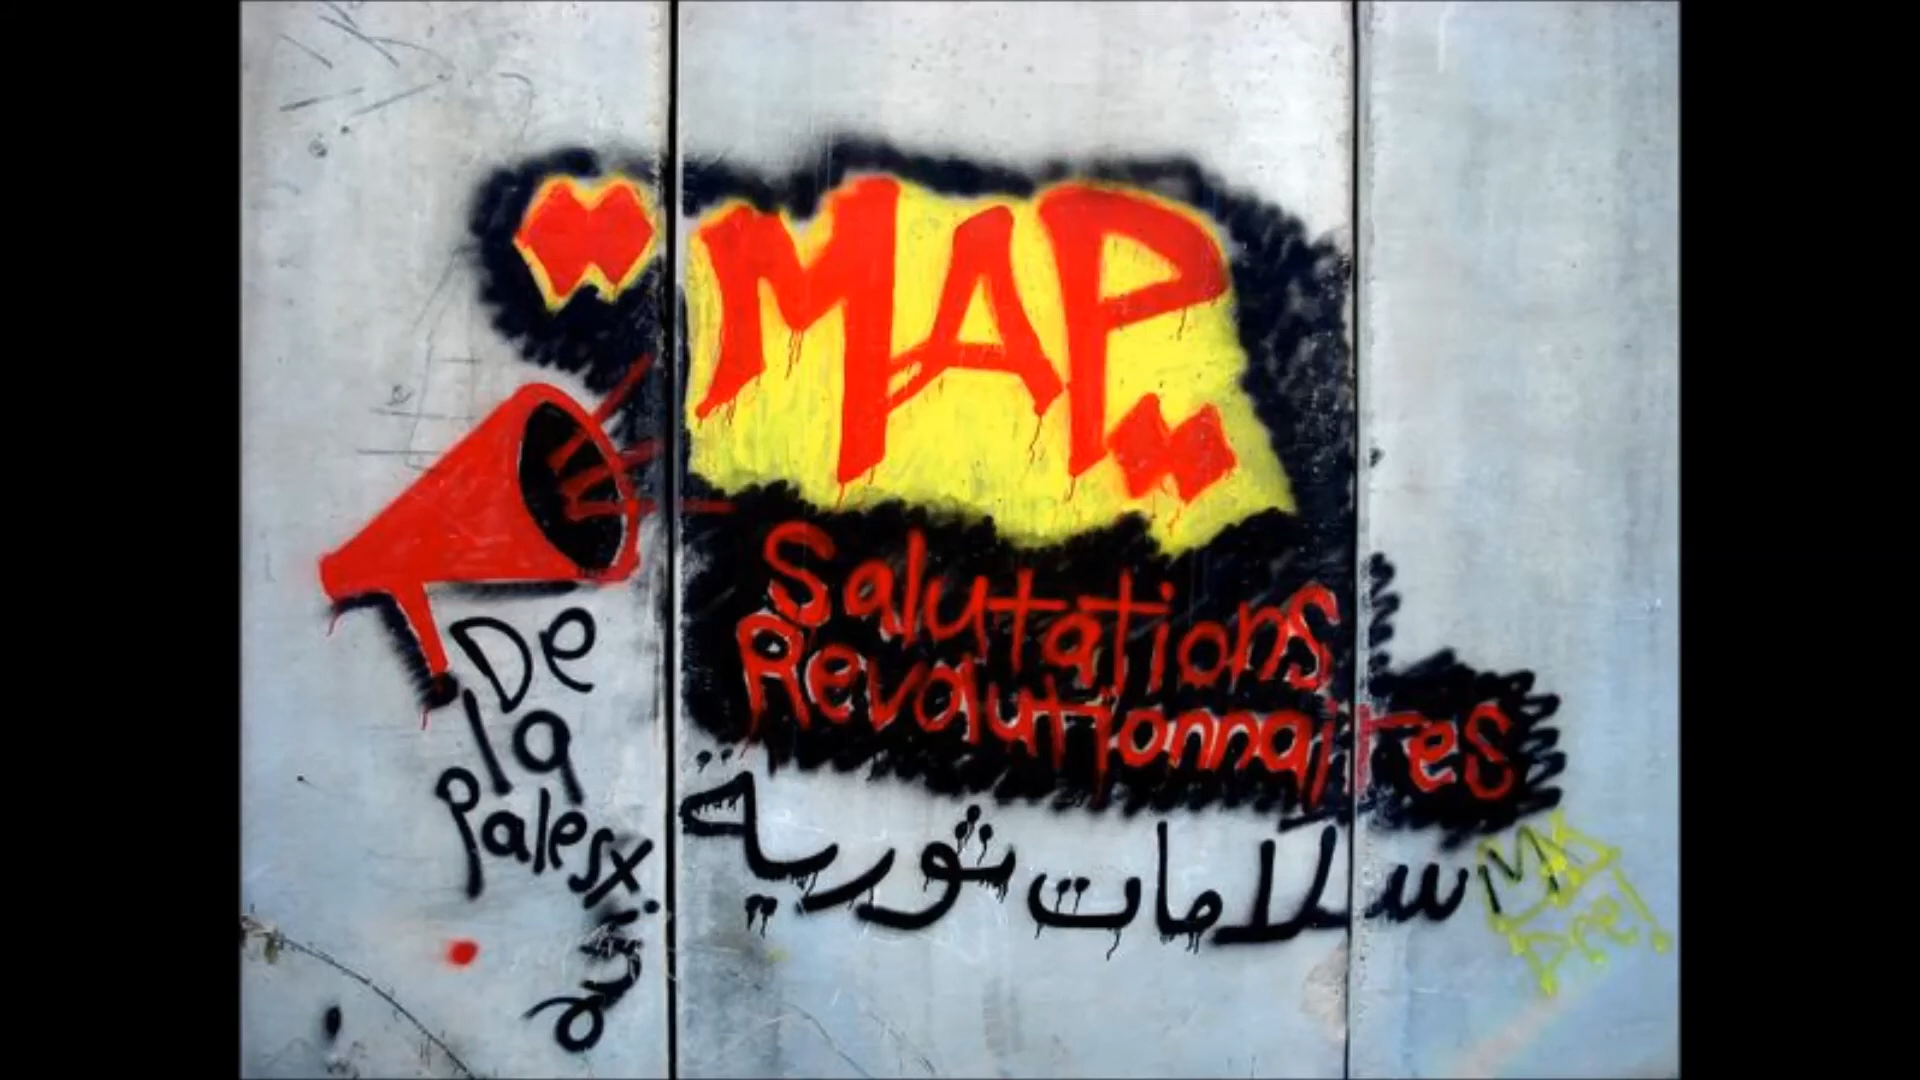 "MAP"
Salutations
Revolutionnaires
سلامات ثورية
De
la
Palestine